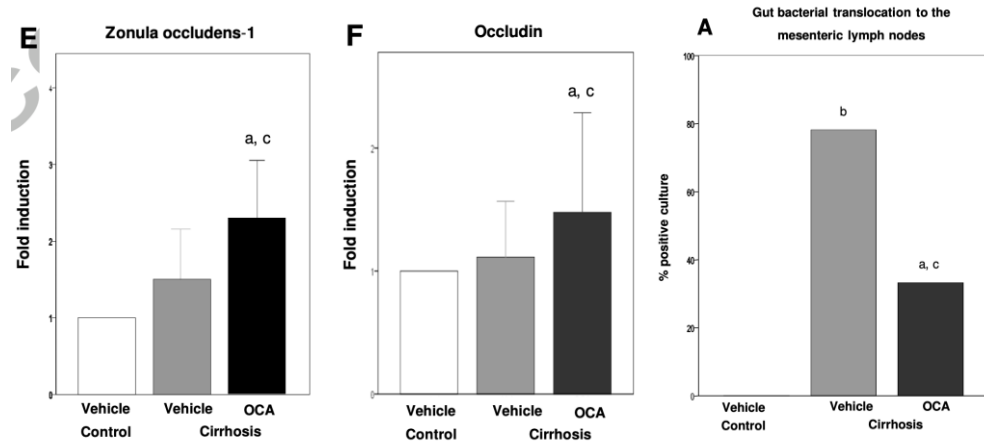 E
Zonula occludens-1
4
3
2
1
0
Fold induction
a, c
Vehicle Vehicle OCA
Control Cirrhosis
F
Occludin
2
1
0
Fold induction
a, c
Vehicle Vehicle OCA
Control Cirrhosis
A
Gut bacterial translocation to the
mesenteric lymph nodes
100
80
60
40
20
0
% positive culture
b
a, c
Vehicle Vehicle OCA
Control Cirrhosis